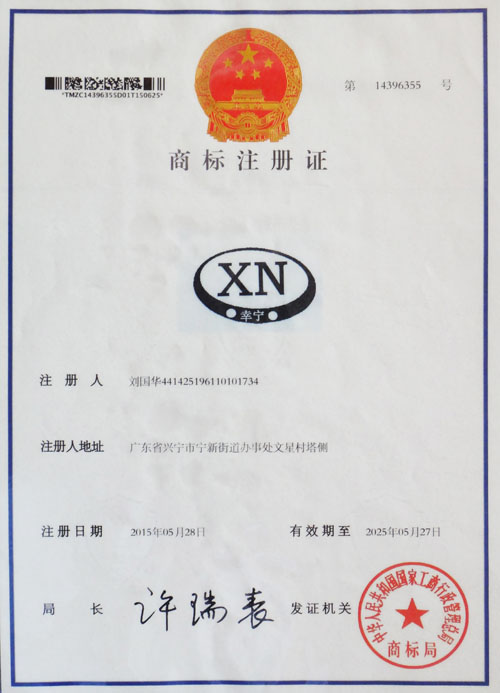 *TMZC14396355D01T150625*
第 14396355 号
商标注册证
XN
幸宁
注册人 刘国华441425196110101734
注册人地址 广东省兴宁市宁新街道办事处文星村塔侧
注册日期 2015年05月28日 有效期至 2025年05月27日
局长 许瑞表 发证机关
中华人民共和国国家工商行政管理总局
商标局